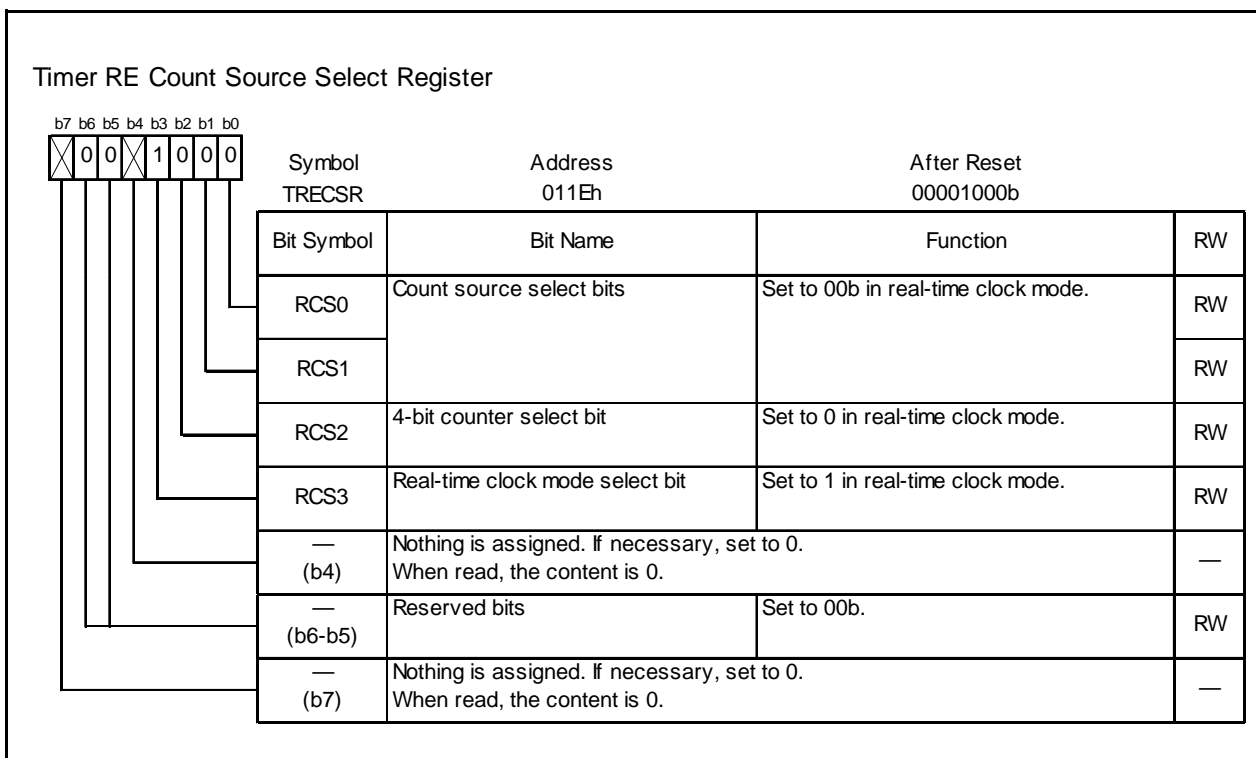 Timer RE Count Source Select Register
b7 b6 b5 b4 b3 b2 b1 b0
0 0 1 0 0 0
Symbol Address After Reset
TRECSR 011Eh 00001000b
Bit Symbol Bit Name Function RW
RCS0 Count source select bits Set to 00b in real-time clock mode. RW
RCS1 RW
RCS2 4-bit counter select bit Set to 0 in real-time clock mode. RW
RCS3 Real-time clock mode select bit Set to 1 in real-time clock mode. RW
— Nothing is assigned. If necessary, set to 0. —
(b4) When read, the content is 0.
— Reserved bits Set to 00b. RW
(b6-b5)
— Nothing is assigned. If necessary, set to 0. —
(b7) When read, the content is 0.